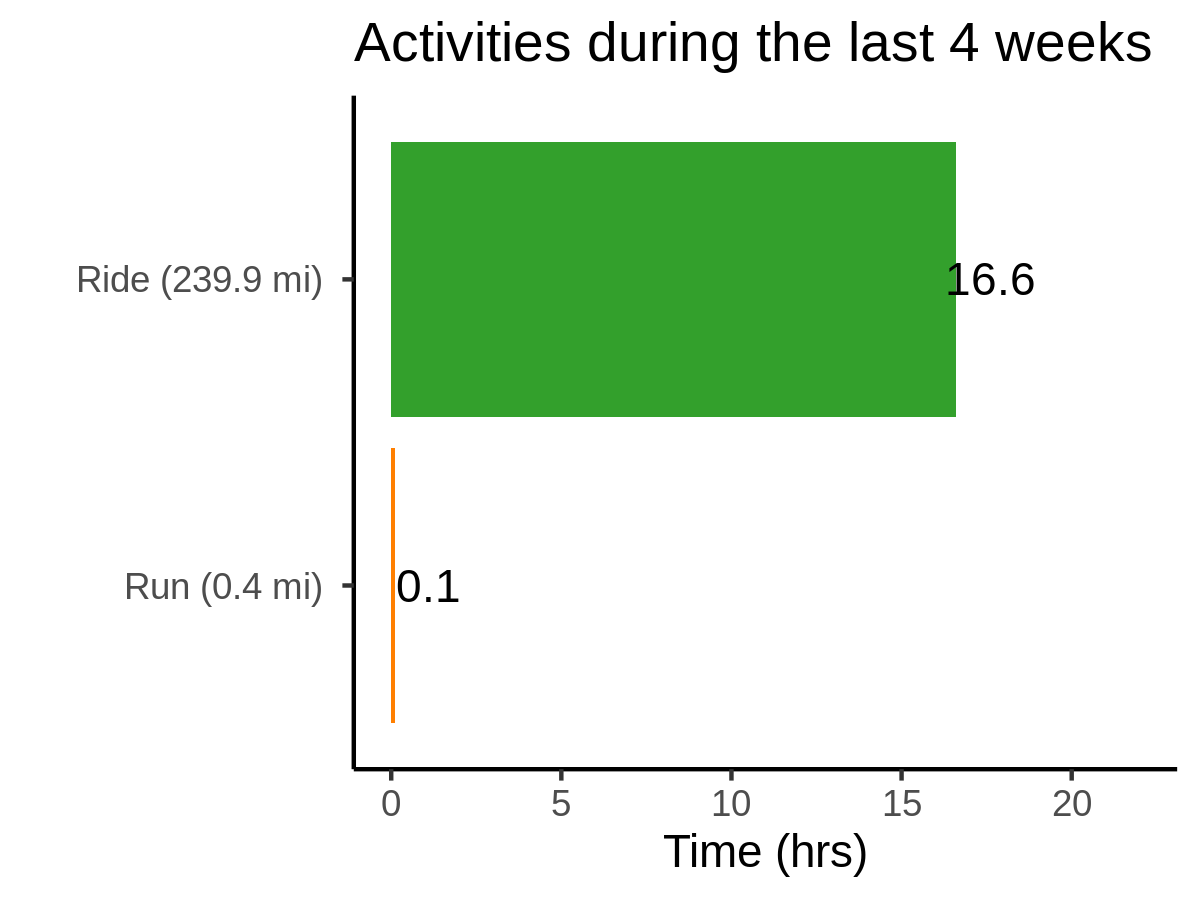 Activities during the last 4 weeks
Ride (239.9 mi)
16.6
Run (0.4 mi)
0.1
0 5 10 15 20
Time (hrs)